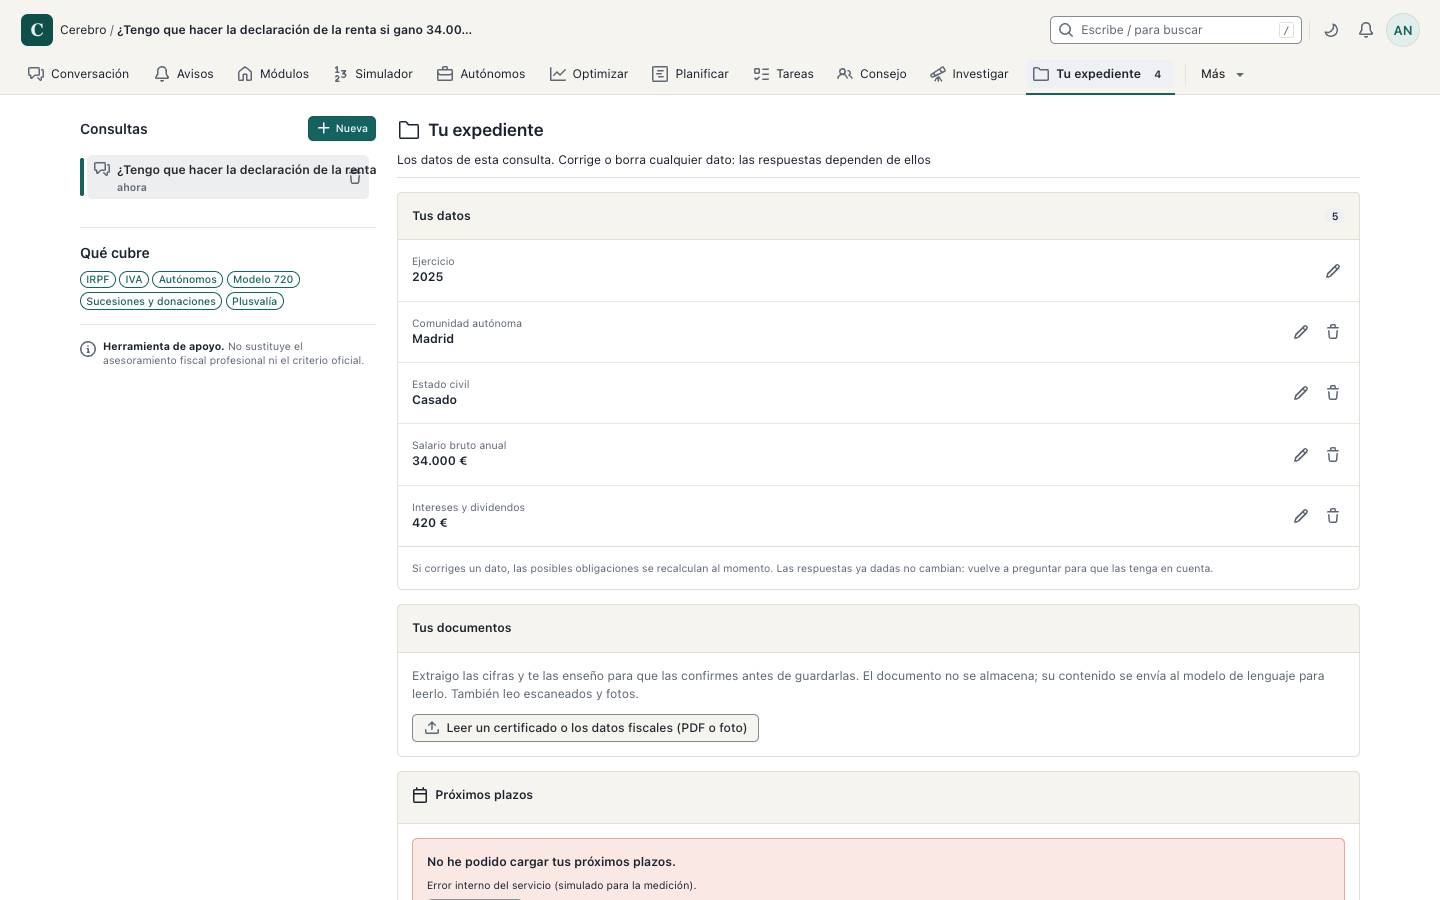 C Cerebro / ¿Tengo que hacer la declaración de la renta si gano 34.00...
Escribe / para buscar /
AN
Conversación Avisos Módulos Simulador Autónomos Optimizar Planificar Tareas Consejo Investigar Tu expediente 4 Más
Consultas
Nueva
¿Tengo que hacer la declaración de la renta
ahora
Qué cubre
IRPF IVA Autónomos Modelo 720
Sucesiones y donaciones Plusvalía
Herramienta de apoyo. No sustituye el
asesoramiento fiscal profesional ni el criterio oficial.
Tu expediente
Los datos de esta consulta. Corrige o borra cualquier dato: las respuestas dependen de ellos
Tus datos 5
Ejercicio
2025
Comunidad autónoma
Madrid
Estado civil
Casado
Salario bruto anual
34.000 €
Intereses y dividendos
420 €
Si corriges un dato, las posibles obligaciones se recalculan al momento. Las respuestas ya dadas no cambian: vuelve a preguntar para que las tenga en cuenta.
Tus documentos
Extraigo las cifras y te las enseño para que las confirmes antes de guardarlas. El documento no se almacena; su contenido se envía al modelo de lenguaje para
leerlo. También leo escaneados y fotos.
Leer un certificado o los datos fiscales (PDF o foto)
Próximos plazos
No he podido cargar tus próximos plazos.
Error interno del servicio (simulado para la medición).